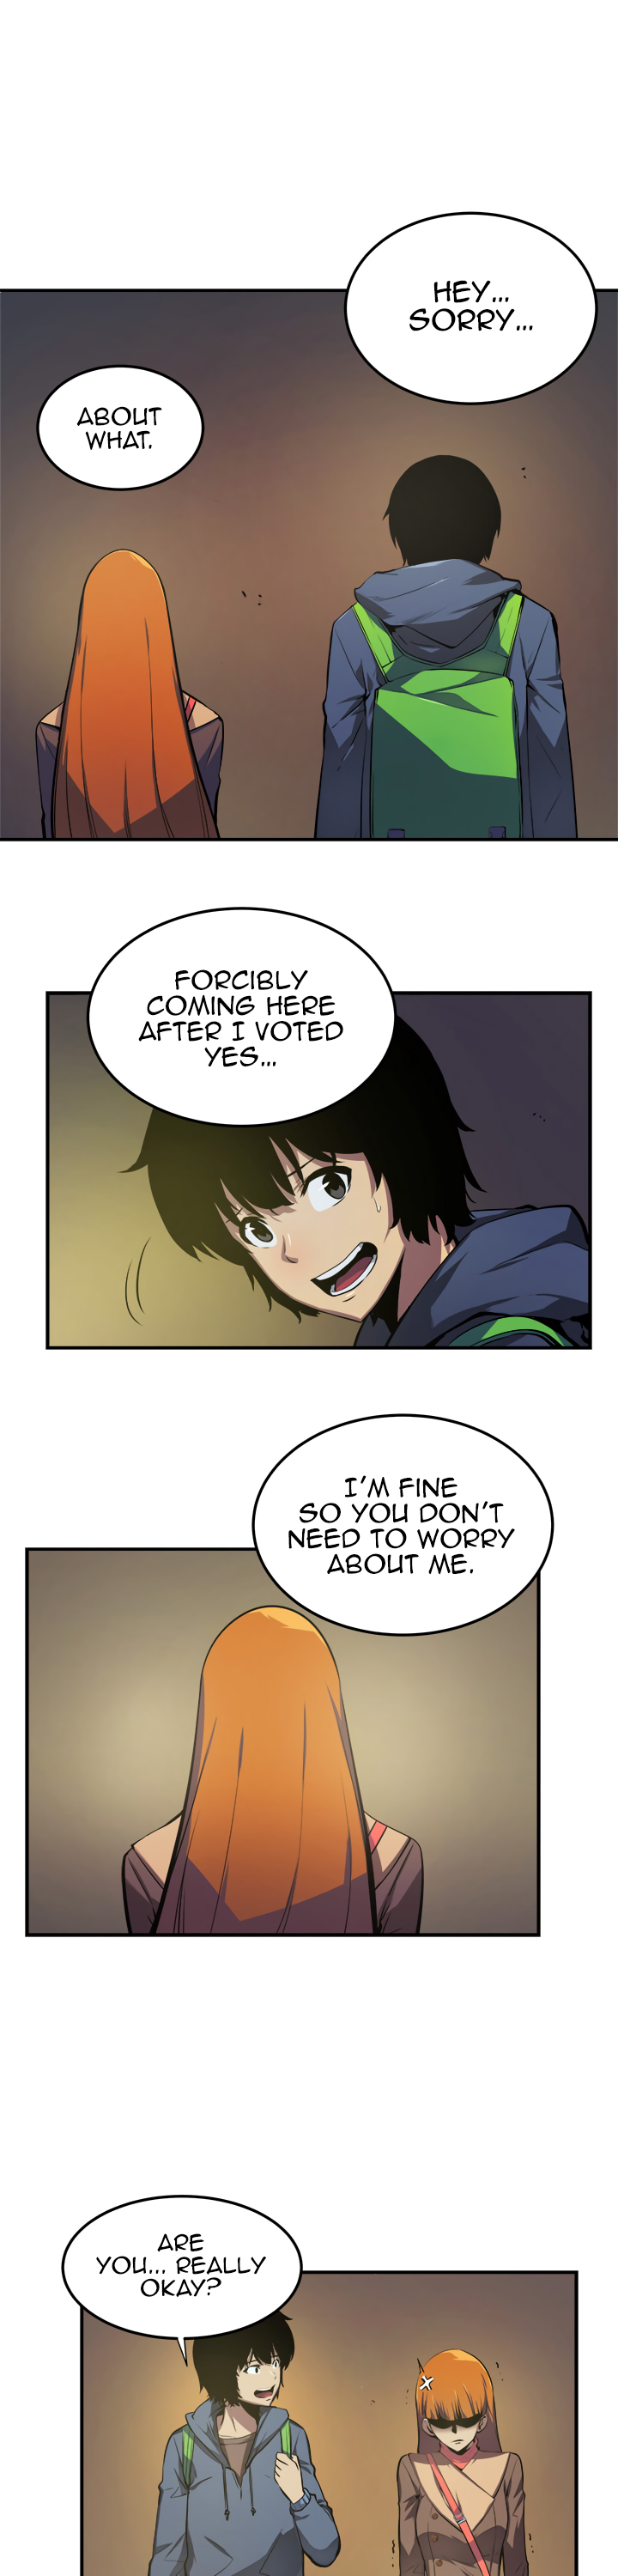 HEY...
SORRY...
ABOUT
WHAT.
FORCIBLY
COMING HERE
AFTER I VOTED
YES...
I'M FINE
SO YOU DON'T
NEED TO WORRY
ABOUT ME.
ARE
YOU... REALLY
OKAY?